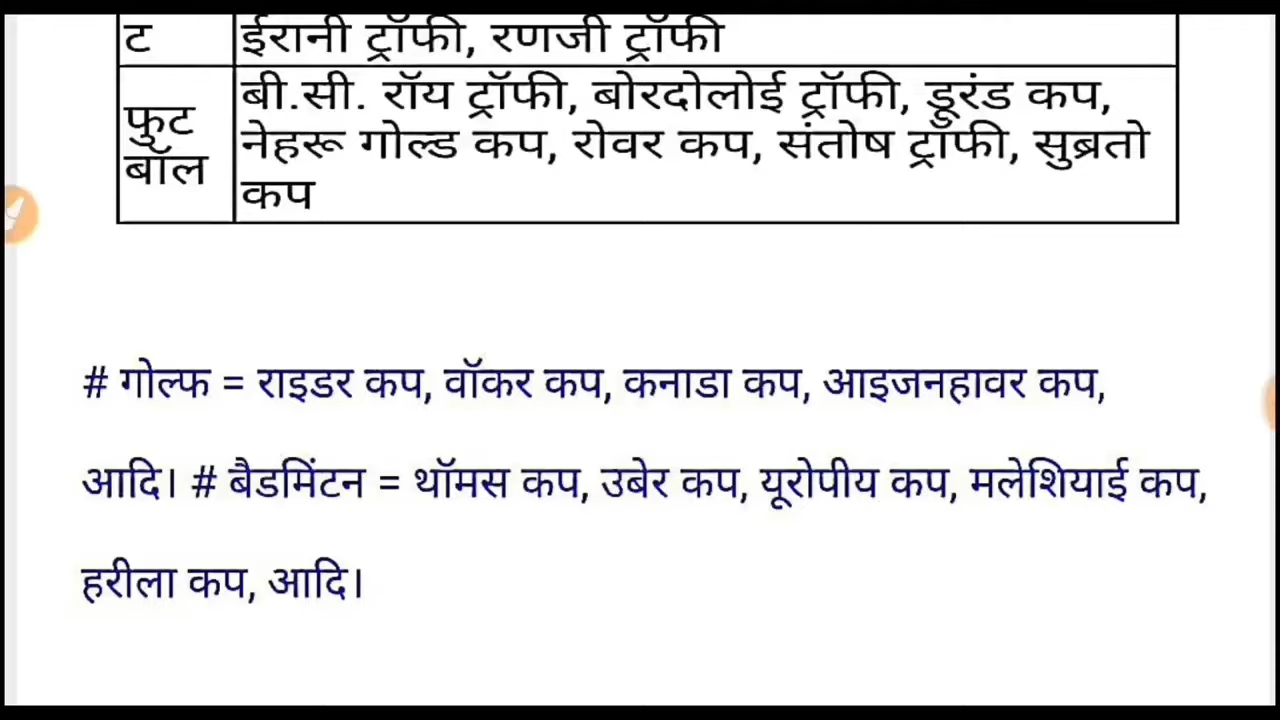 ट ईरानी ट्रॉफी, रणजी ट्रॉफी
बी.सी. रॉय ट्रॉफी, बोरदोलोई ट्रॉफी, डूरंड कप,
फुट नेहरू गोल्ड कप, रोवर कप, संतोष ट्रॉफी, सुब्रतो
बॉल कप
# गोल्फ = राइडर कप, वॉकर कप, कनाडा कप, आइजनहावर कप,
आदि। # बैडमिंटन = थॉमस कप, उबेर कप, यूरोपीय कप, मलेशियाई कप,
हरीला कप, आदि।